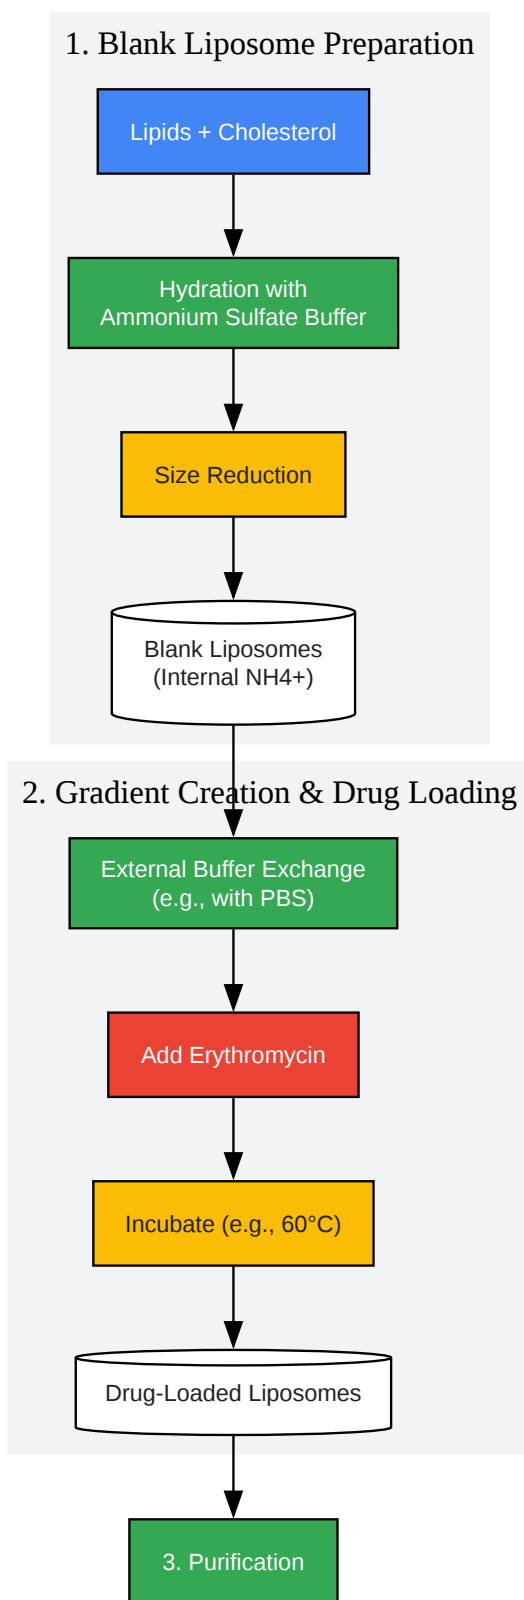 1. Blank Liposome Preparation
Lipids + Cholesterol
Hydration with
Ammonium Sulfate Buffer
Size Reduction
Blank Liposomes
(Internal NH4+)
2. Gradient Creation & Drug Loading
External Buffer Exchange
(e.g., with PBS)
Add Erythromycin
Incubate (e.g., 60°C)
Drug-Loaded Liposomes
3. Purification